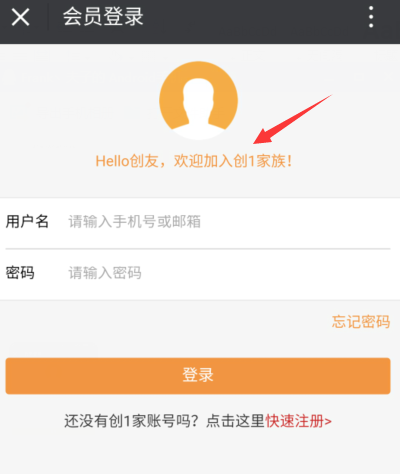 会员登录
Hello创友，欢迎加入创1家族！
用户名 请输入手机号或邮箱
密码 请输入密码
忘记密码
登录
还没有创1家账号吗？点击这里快速注册>